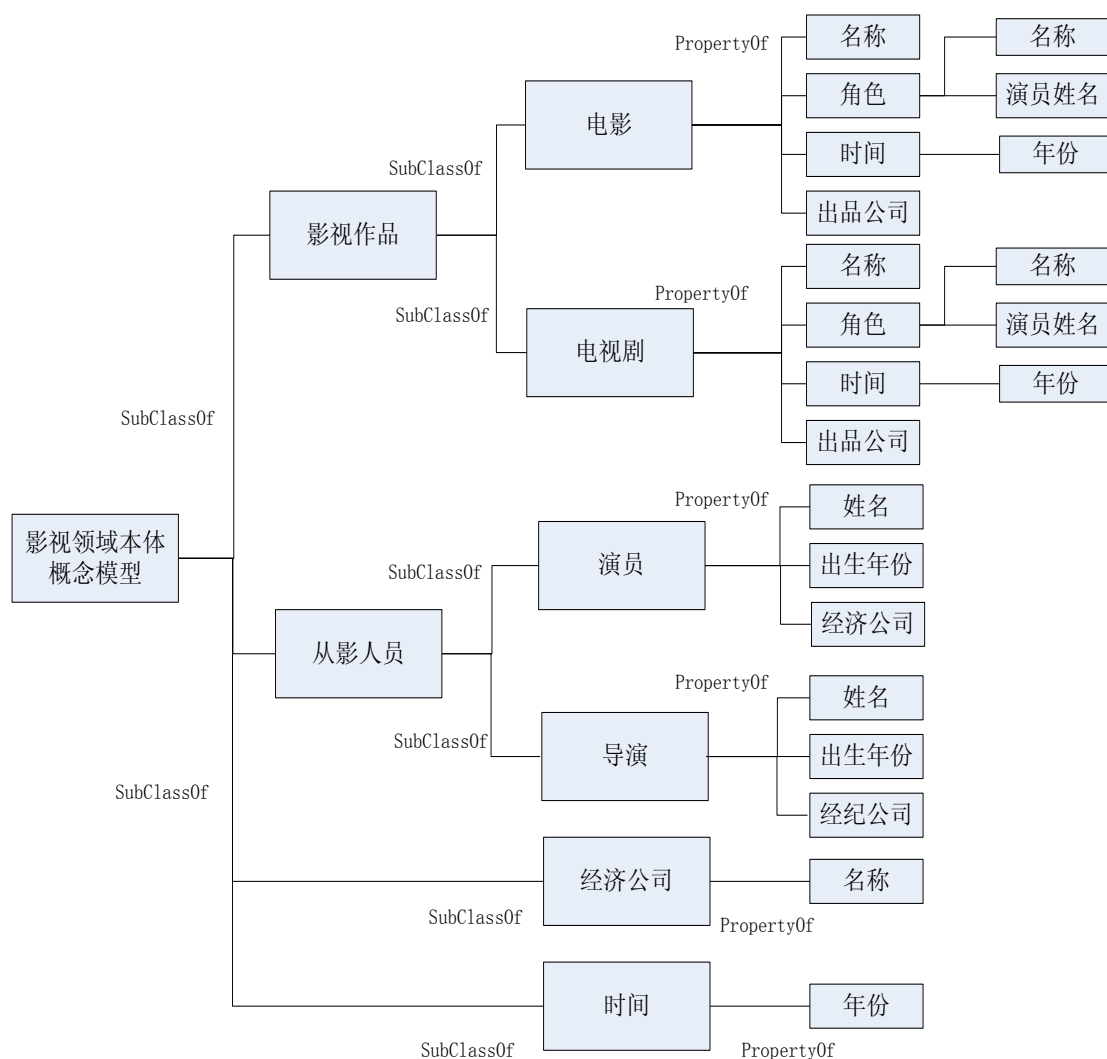 名称
名称
PropertyOf
角色
演员姓名
电影
时间
年份
SubClassOf
出品公司
影视作品
名称
名称
PropertyOf
SubClassOf
角色
演员姓名
电视剧
时间
年份
SubClassOf
出品公司
PropertyOf
姓名
影视领域本体
概念模型
演员
出生年份
SubClassOf
经济公司
从影人员
PropertyOf
姓名
SubClassOf
导演
出生年份
SubClassOf
经纪公司
经济公司
名称
SubClassOf
PropertyOf
时间
年份
SubClassOf
PropertyOf